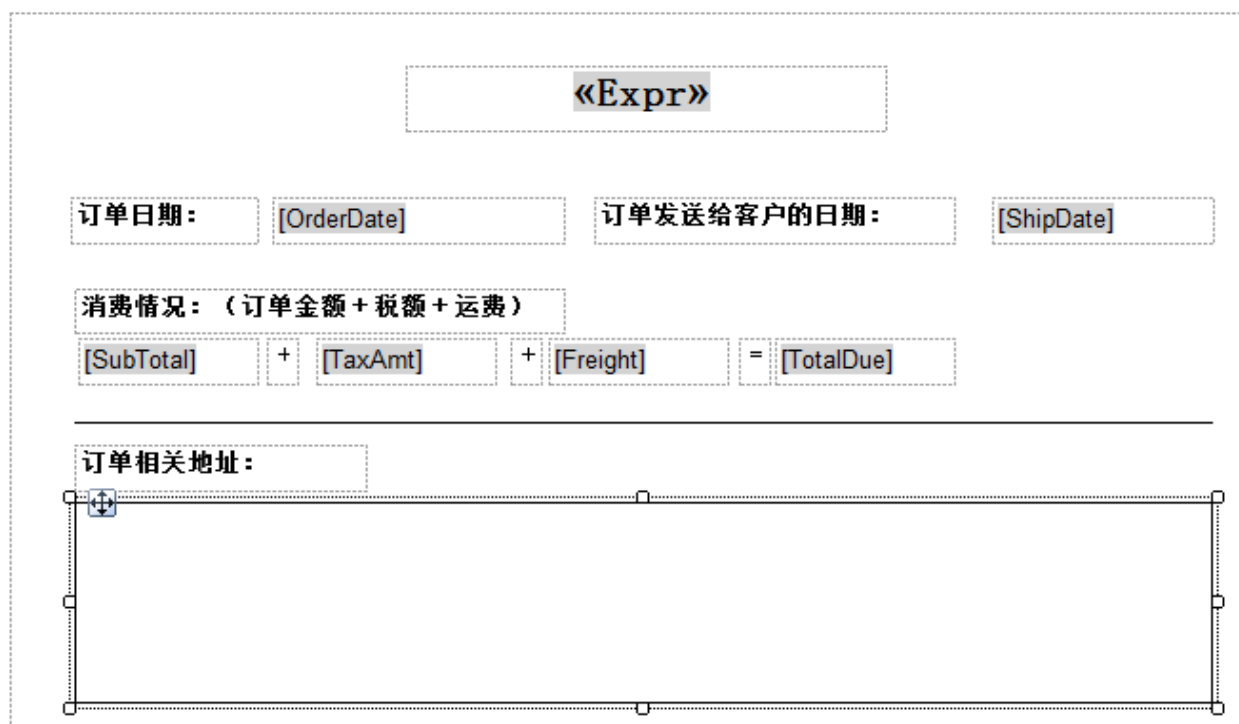 «Expr»
订单日期： [OrderDate] 订单发送给客户的日期： [ShipDate]
消费情况：（订单金额＋税额＋运费）
[SubTotal] + [TaxAmt] + [Freight] = [TotalDue]
订单相关地址：